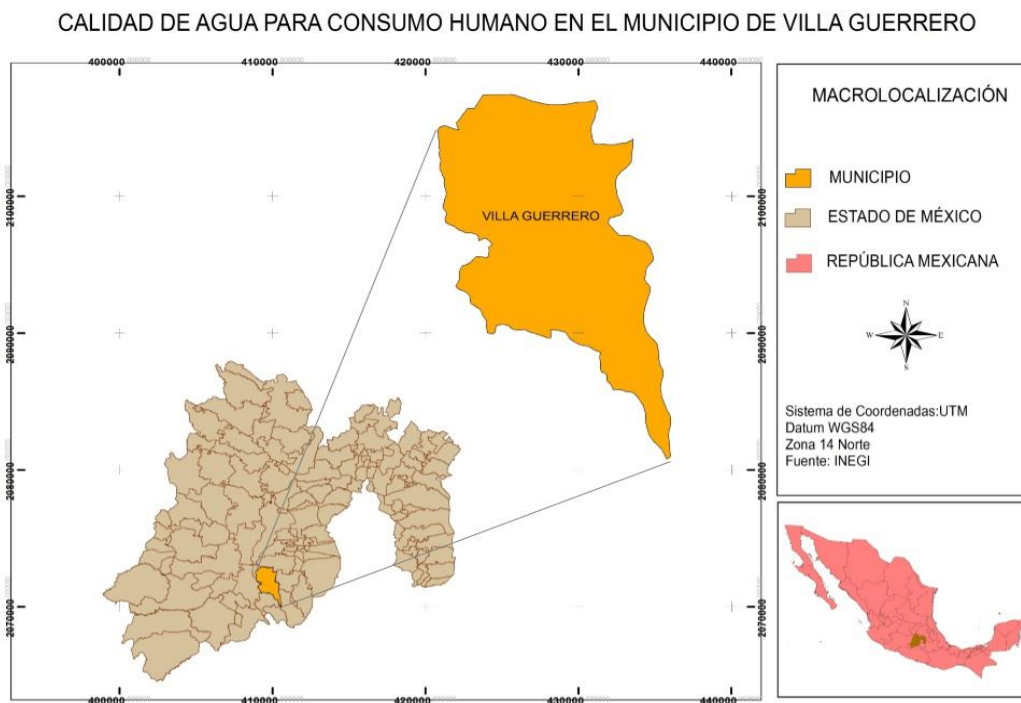 CALIDAD DE AGUA PARA CONSUMO HUMANO EN EL MUNICIPIO DE VILLA GUERRERO
400000 410000 420000 430000 440000
MACROLOCALIZACIÓN
MUNICIPIO
ESTADO DE MÉXICO
REPÚBLICA MEXICANA
N
W E
S
Sistema de Coordenadas:UTM
Datum WGS84
Zona 14 Norte
Fuente: INEGI
VILLA GUERRERO
2100000 2100000
2090000 2090000
2080000 2080000
2070000 2070000
400000 410000 420000 430000 440000